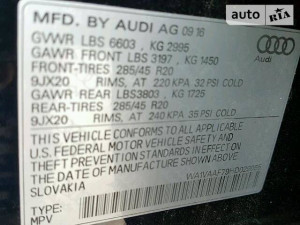 auto RIA
MFD. BY AUDI AG 09 16
GVWR LBS 6603 , KG 2995
GAWR FRONT LBS 3197 , KG 1450
FRONT-TIRES 285/45 R20
9JX20 RIMS, AT 220 KPA 32 PSI COLD
GAWR REAR LBS3803 , KG 1725
REAR-TIRES 285/45 R20
9JX20 RIMS, AT 240 KPA 35 PSI COLD
Audi
THIS VEHICLE CONFORMS TO ALL APPLICABLE
U.S. FEDERAL MOTOR VEHICLE SAFETY AND
THEFT PREVENTION STANDARDS IN EFFECT ON
THE DATE OF MANUFACTURE SHOWN ABOVE.
SLOVAKIA
TYPE:
MPV